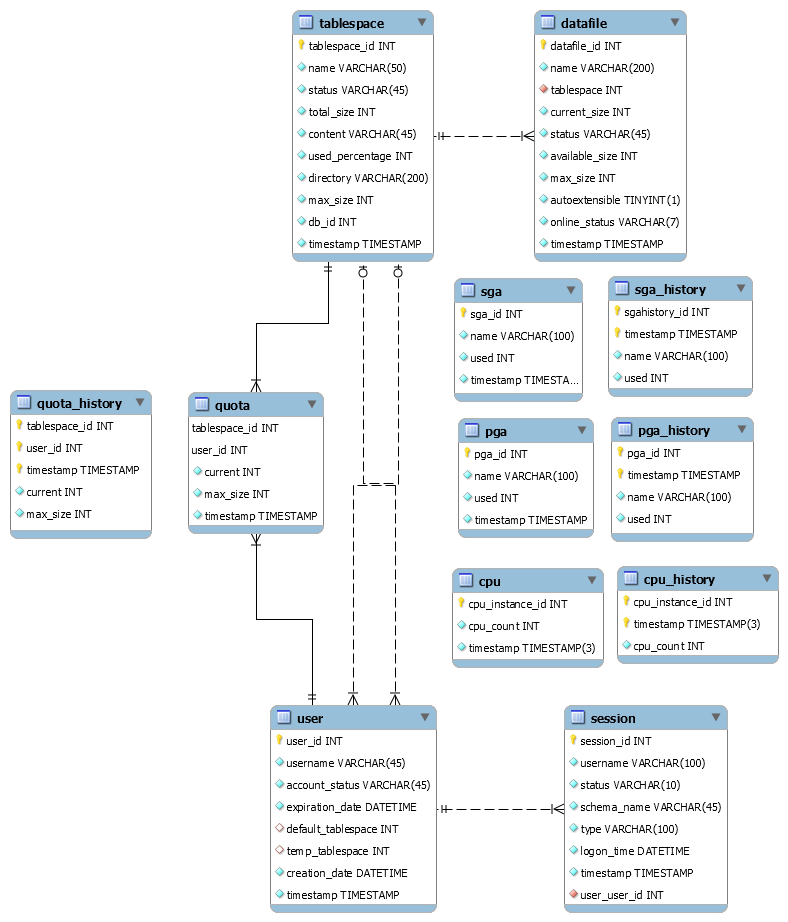 tablespace
tablespace_id INT
name VARCHAR(50)
status VARCHAR(45)
total_size INT
content VARCHAR(45)
used_percentage INT
directory VARCHAR(200)
max_size INT
db_id INT
timestamp TIMESTAMP
datafile
datafile_id INT
name VARCHAR(200)
tablespace INT
current_size INT
status VARCHAR(45)
available_size INT
max_size INT
autoextensible TINYINT(1)
online_status VARCHAR(7)
timestamp TIMESTAMP
sga
sga_id INT
name VARCHAR(100)
used INT
timestamp TIMESTA...
sga_history
sgahistory_id INT
timestamp TIMESTAMP
name VARCHAR(100)
used INT
quota_history
tablespace_id INT
user_id INT
timestamp TIMESTAMP
current INT
max_size INT
quota
tablespace_id INT
user_id INT
current INT
max_size INT
timestamp TIMESTAMP
pga
pga_id INT
name VARCHAR(100)
used INT
timestamp TIMESTAMP
pga_history
pga_id INT
timestamp TIMESTAMP
name VARCHAR(100)
used INT
cpu
cpu_instance_id INT
cpu_count INT
timestamp TIMESTAMP(3)
cpu_history
cpu_instance_id INT
timestamp TIMESTAMP(3)
cpu_count INT
user
user_id INT
username VARCHAR(45)
account_status VARCHAR(45)
expiration_date DATETIME
default_tablespace INT
temp_tablespace INT
creation_date DATETIME
timestamp TIMESTAMP
session
session_id INT
username VARCHAR(100)
status VARCHAR(10)
schema_name VARCHAR(45)
type VARCHAR(100)
logon_time DATETIME
timestamp TIMESTAMP
user_user_id INT